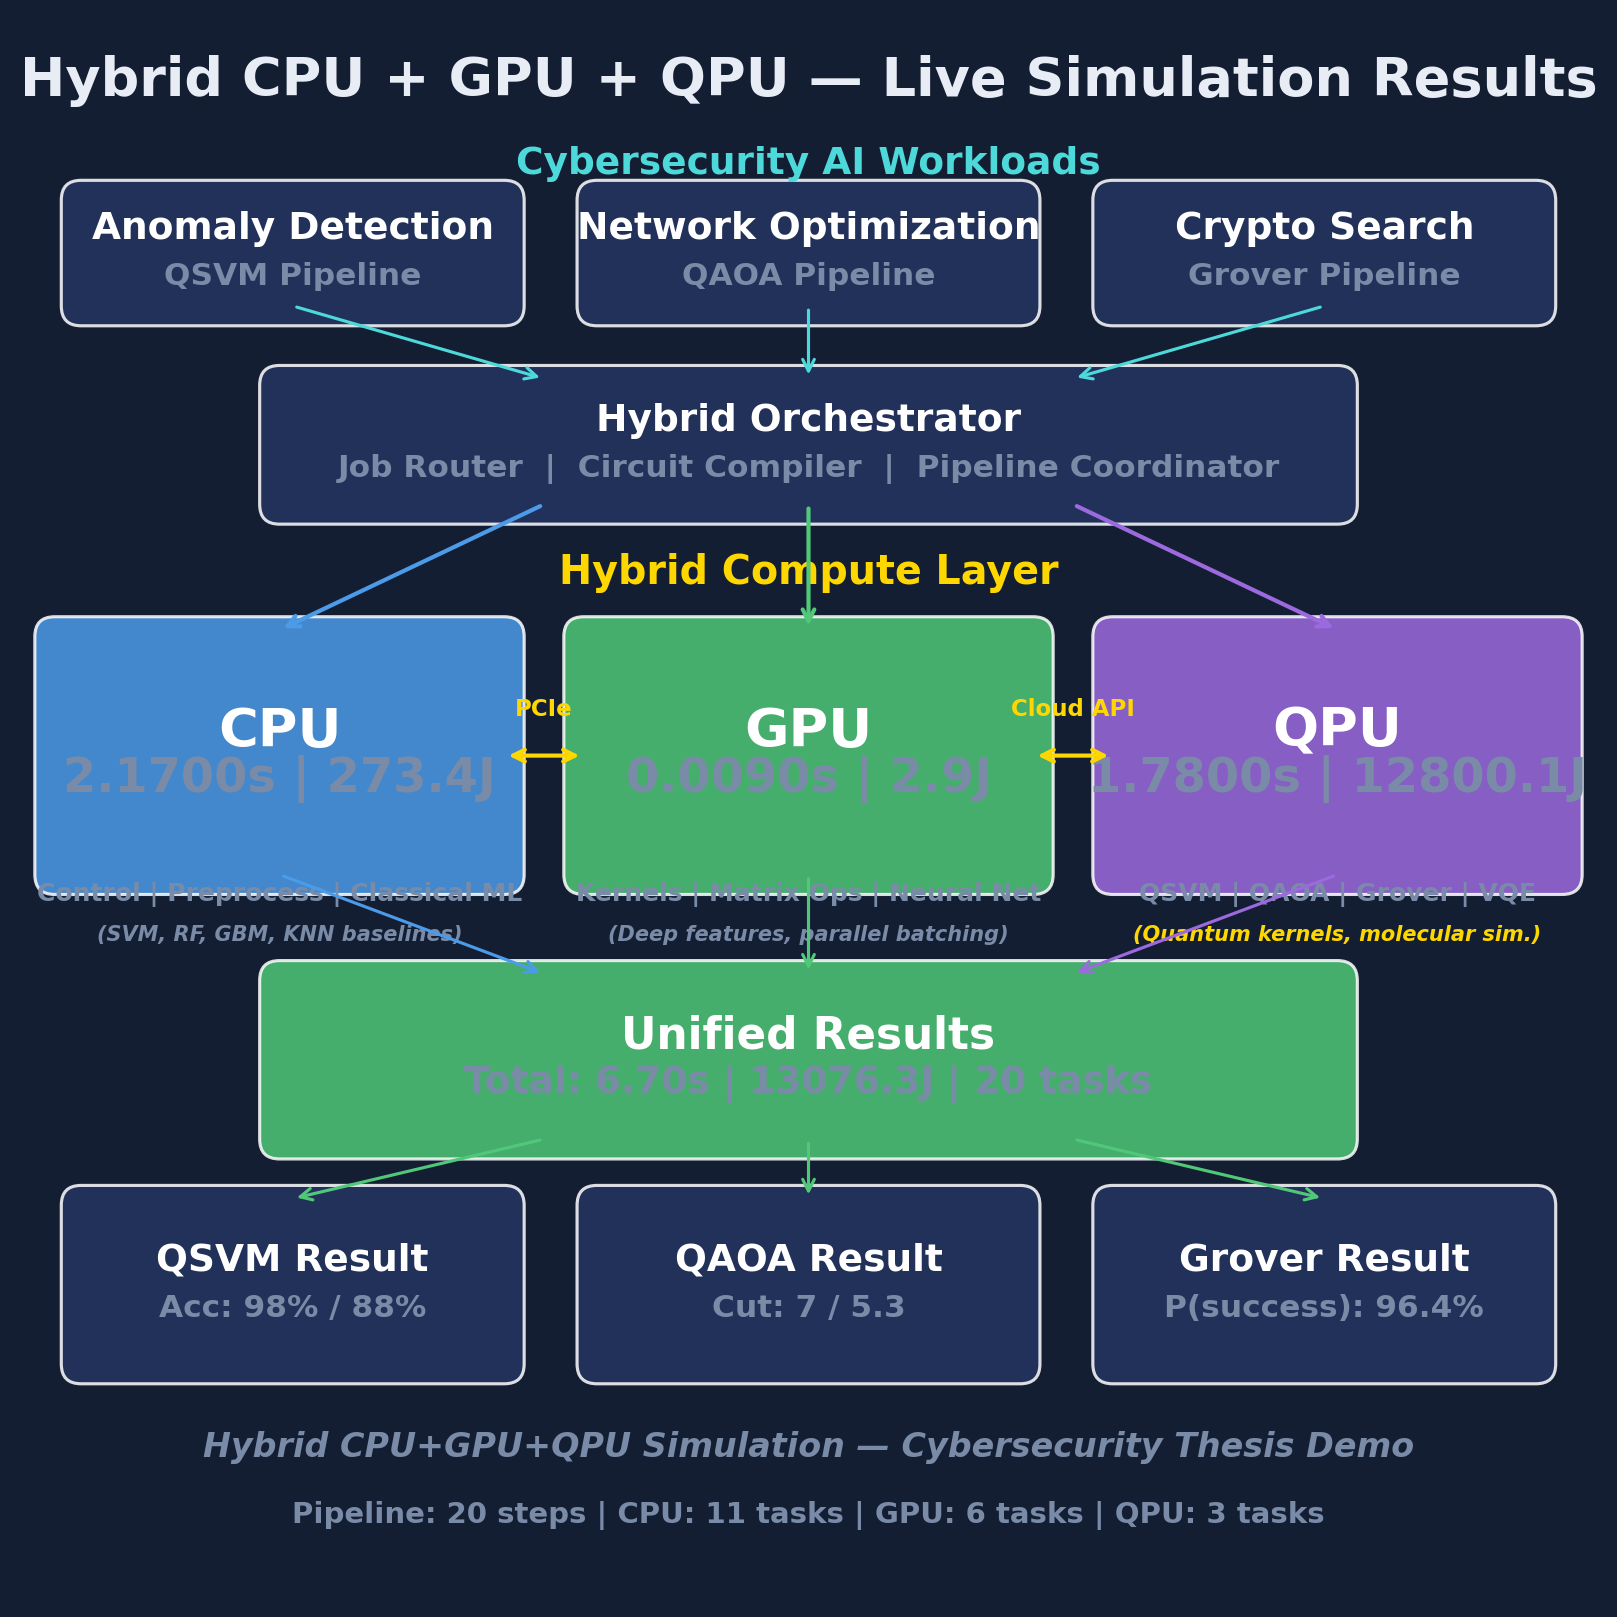 Hybrid CPU + GPU + QPU — Live Simulation Results
Cybersecurity AI Workloads
Anomaly Detection
QSVM Pipeline
Network Optimization
QAOA Pipeline
Crypto Search
Grover Pipeline
Hybrid Orchestrator
Job Router | Circuit Compiler | Pipeline Coordinator
Hybrid Compute Layer
CPU
2.1700s | 273.4J
PCIe
GPU
0.0090s | 2.9J
Cloud API
QPU
1.7800s | 12800.1J
Control | Preprocess | Classical ML
(SVM, RF, GBM, KNN baselines)
Kernels | Matrix Ops | Neural Net
(Deep features, parallel batching)
QSVM | QAOA | Grover | VQE
(Quantum kernels, molecular sim.)
Unified Results
Total: 6.70s | 13076.3J | 20 tasks
QSVM Result
Acc: 98% / 88%
QAOA Result
Cut: 7 / 5.3
Grover Result
P(success): 96.4%
Hybrid CPU+GPU+QPU Simulation — Cybersecurity Thesis Demo
Pipeline: 20 steps | CPU: 11 tasks | GPU: 6 tasks | QPU: 3 tasks